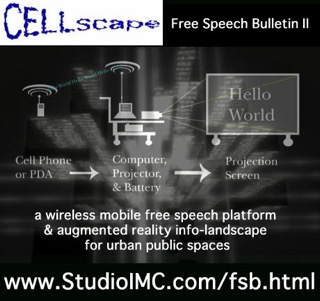 CELLscape
Free Speech Bulletin II
Hello
World
Cell Phone
or PDA
Computer,
Projector,
& Battery
Projection
Screen
a wireless mobile free speech platform
& augmented reality info-landscape
for urban public spaces
www.StudioIMC.com/fsb.html